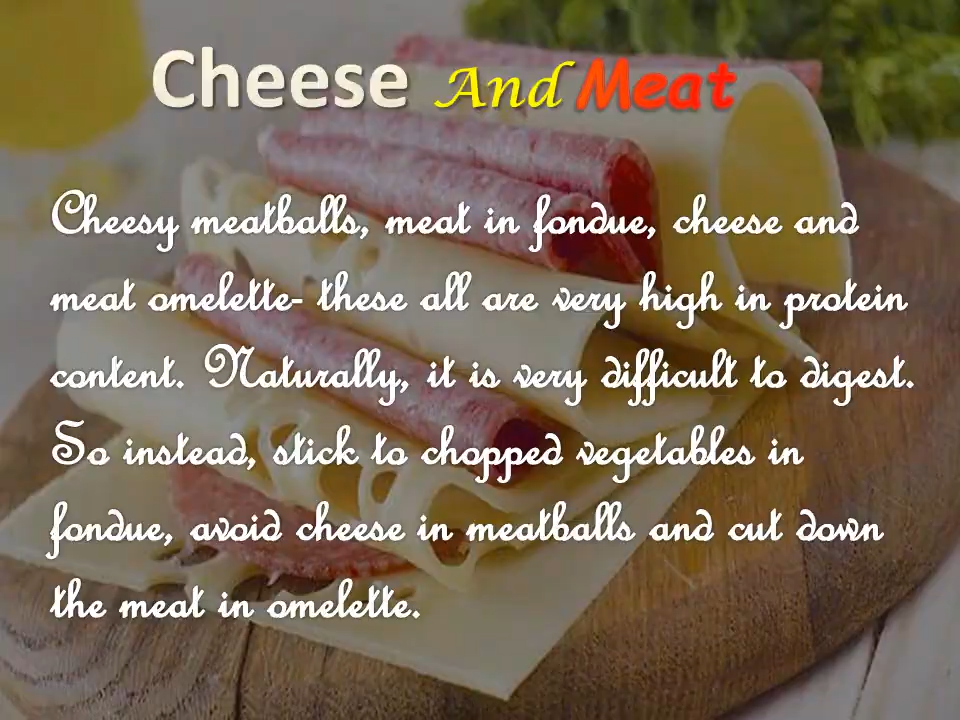 Cheese And Meat
Cheesy meatballs, meat in fondue, cheese and
meat omelette- these all are very high in protein
content. Naturally, it is very difficult to digest.
So instead, stick to chopped vegetables in
fondue, avoid cheese in meatballs and cut down
the meat in omelette.